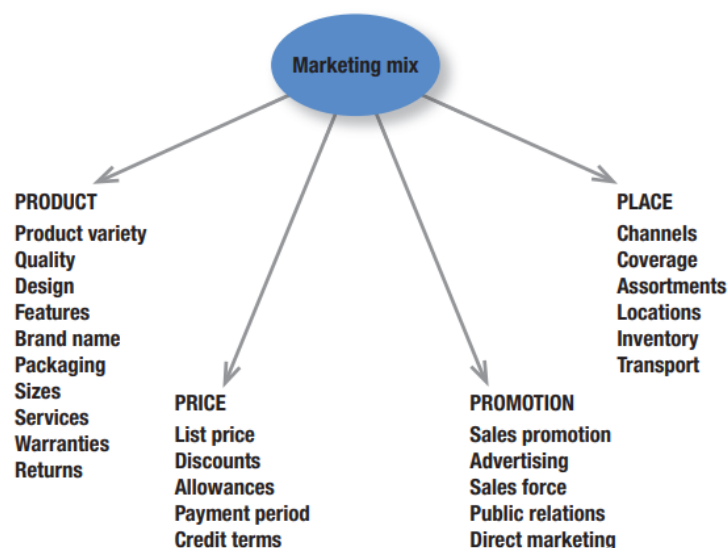 Marketing mix
PRODUCT
Product variety
Quality
Design
Features
Brand name
Packaging
Sizes
Services
Warranties
Returns
PRICE
List price
Discounts
Allowances
Payment period
Credit terms
PROMOTION
Sales promotion
Advertising
Sales force
Public relations
Direct marketing
PLACE
Channels
Coverage
Assortments
Locations
Inventory
Transport